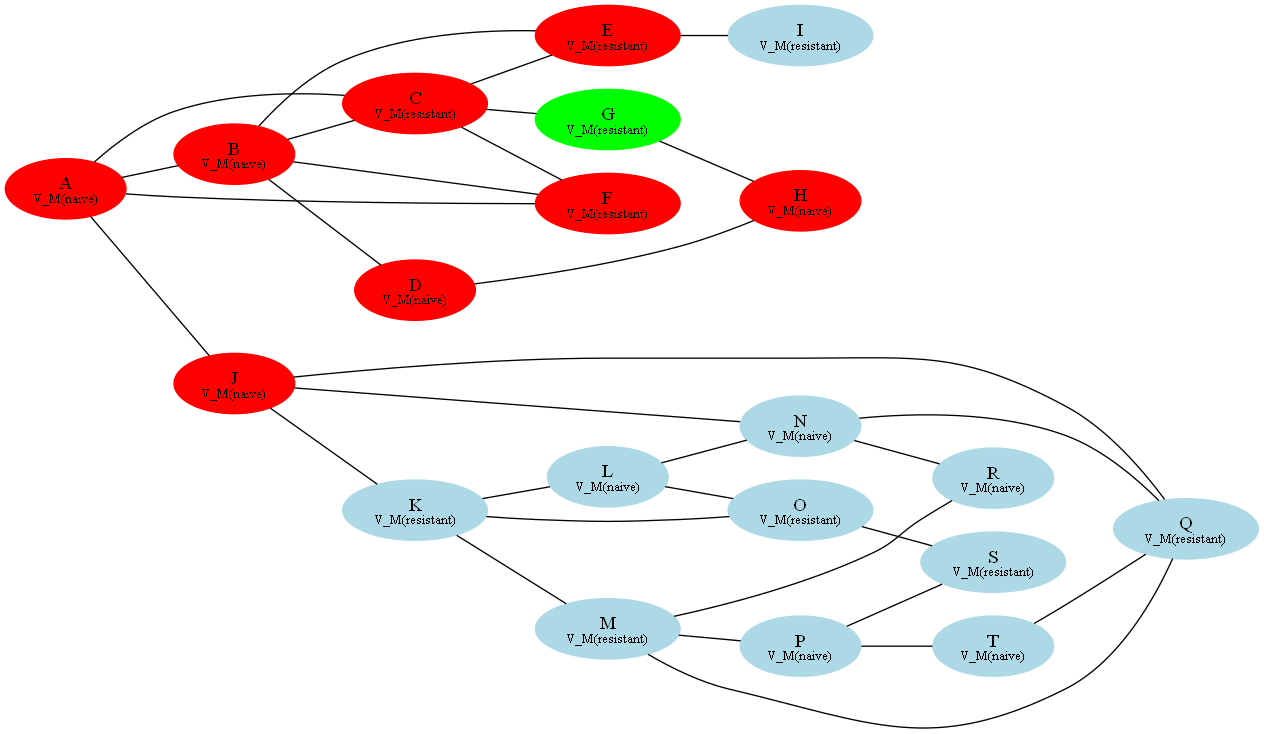 A
V_M(naive)
B
V_M(naive)
C
V_M(resistant)
E
V_M(resistant)
I
V_M(resistant)
G
V_M(resistant)
F
V_M(resistant)
H
V_M(naive)
D
V_M(naive)
J
V_M(naive)
K
V_M(resistant)
L
V_M(naive)
N
V_M(naive)
O
V_M(resistant)
R
V_M(naive)
S
V_M(resistant)
Q
V_M(resistant)
M
V_M(resistant)
P
V_M(naive)
T
V_M(naive)